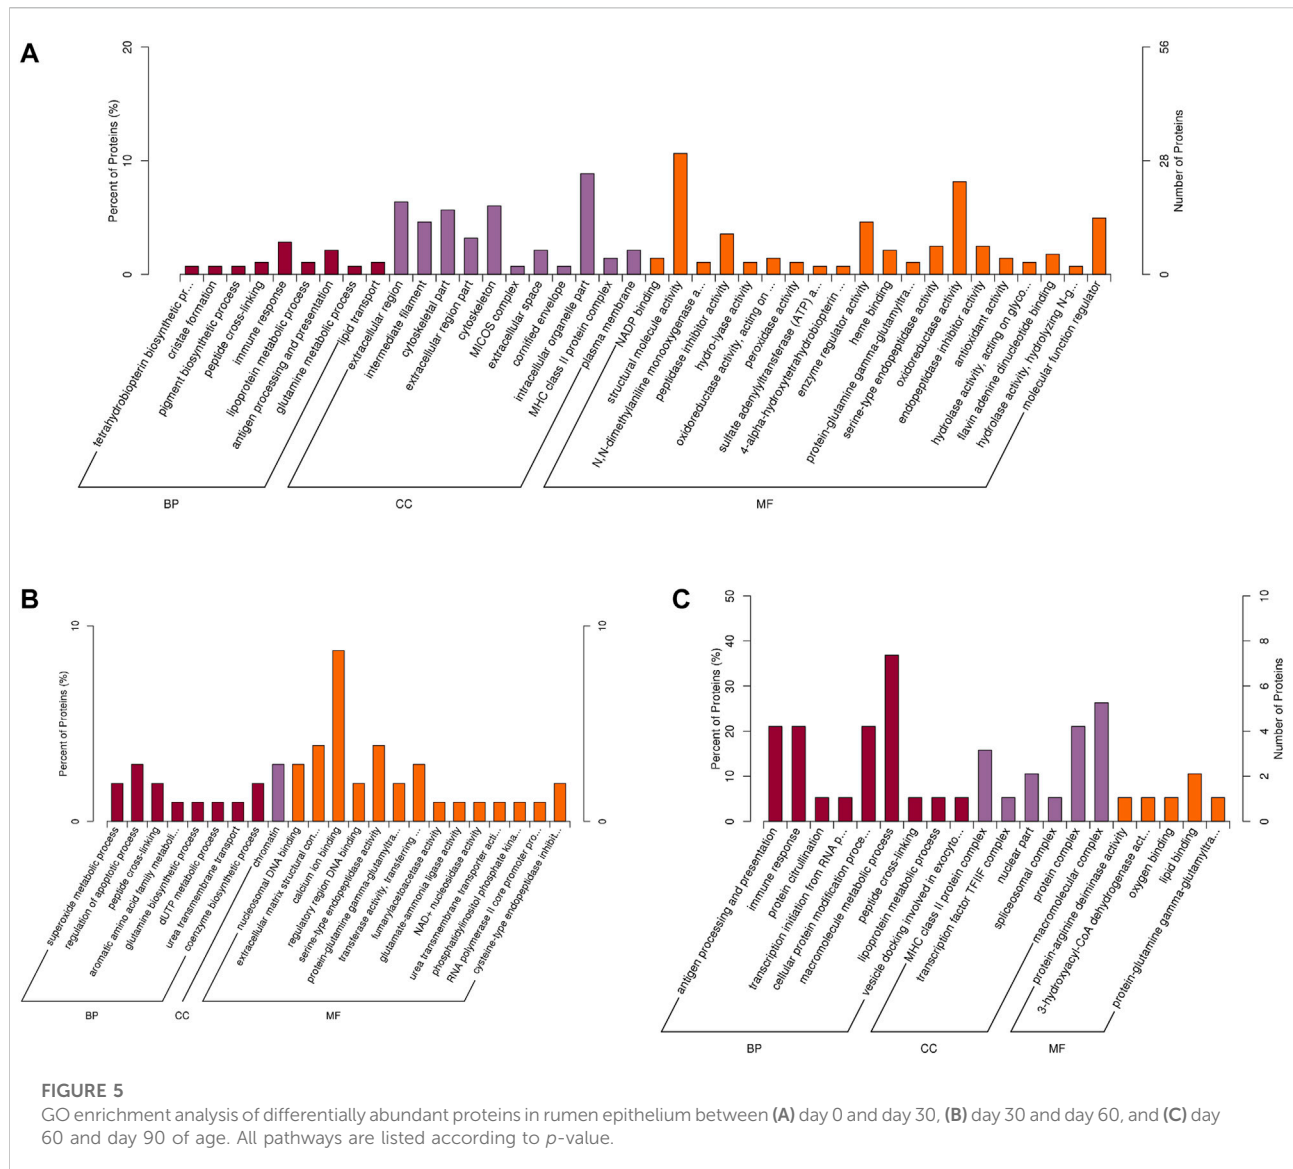 A
20
10
0
Percent of Proteins (%)
56
28
0
Number of Proteins
tetrahydrobiopterin biosynthetic pr...
cristae formation
pigment biosynthetic process
peptide cross-linking
immune response
lipoprotein metabolic process
antigen processing and presentation
glutamine metabolic process
lipid transport
extracellular region
intermediate filament
cytoskeletal part
extracellular region part
cytoskeleton
MICOS complex
extracellular space
cornified envelope
intracellular organelle part
MHC class II protein complex
plasma membrane
NADP binding
structural molecule activity
N,N-dimethylaniline monooxygenase a...
peptidase inhibitor activity
hydro-lyase activity
oxidoreductase activity, acting on ...
peroxidase activity
sulfate adenylyltransferase (ATP) a...
4-alpha-hydroxytetrahydrobiopterin ...
enzyme regulator activity
heme binding
protein-glutamine gamma-glutamyltra...
serine-type endopeptidase activity
oxidoreductase activity
endopeptidase inhibitor activity
antioxidant activity
hydrolase activity, acting on glyco...
flavin adenine dinucleotide binding
hydrolase activity, hydrolyzing N-g...
molecular function regulator
BP
CC
MF
B
10
0
Percent of Proteins (%)
10
0
superoxide metabolic process
regulation of apoptotic process
peptide cross-linking
aromatic amino acid family metaboli...
glutamine biosynthetic process
dUTP metabolic process
urea transmembrane transport
coenzyme biosynthetic process
chromatin
nucleosomal DNA binding
extracellular matrix structural con...
calcium ion binding
regulatory region DNA binding
serine-type endopeptidase activity
protein-glutamine gamma-glutamyltra...
transferase activity, transferring ...
fumarylacetoacetase activity
glutamate-ammonia ligase activity
NAD+ nucleosidase activity
urea transmembrane transporter acti...
phosphatidylinositol phosphate kina...
RNA polymerase II core promoter pro...
cysteine-type endopeptidase inhibit...
BP
CC
MF
C
50
40
30
20
10
0
Percent of Proteins (%)
10
8
6
4
2
0
Number of Proteins
antigen processing and presentation
immune response
protein citrullination
transcription initiation from RNA p...
cellular protein modification proce...
macromolecule metabolic process
peptide cross-linking
lipoprotein metabolic process
vesicle docking involved in exocyto...
MHC class II protein complex
transcription factor TFIIF complex
nuclear part
spliceosomal complex
protein complex
macromolecular complex
protein-arginine deiminase activity
3-hydroxyacyl-CoA dehydrogenase act...
oxygen binding
lipid binding
protein-glutamine gamma-glutamyltra...
BP
CC
MF
FIGURE 5
GO enrichment analysis of differentially abundant proteins in rumen epithelium between (A) day 0 and day 30, (B) day 30 and day 60, and (C) day
60 and day 90 of age. All pathways are listed according to p-value.